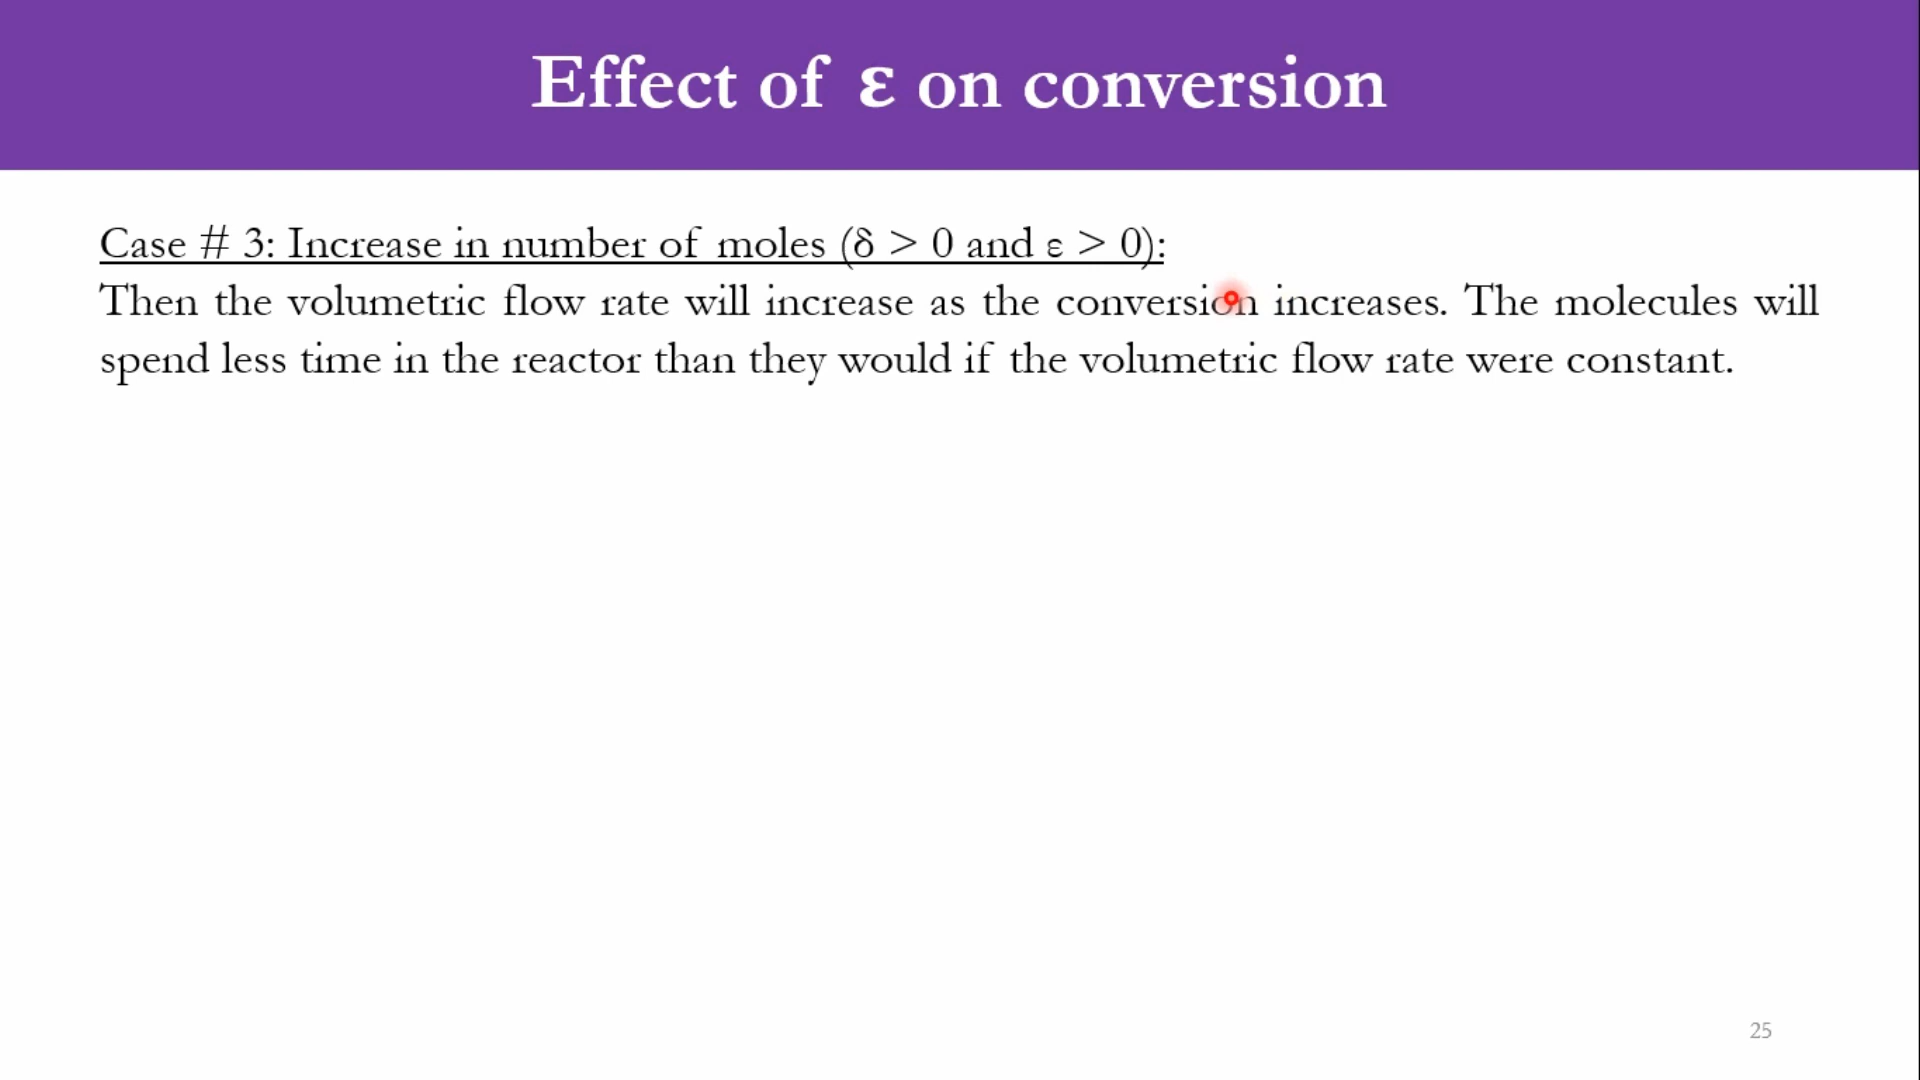 Effect of ε on conversion
Case # 3: Increase in number of moles (δ > 0 and ε > 0):
Then the volumetric flow rate will increase as the conversion increases. The molecules will
spend less time in the reactor than they would if the volumetric flow rate were constant.
25